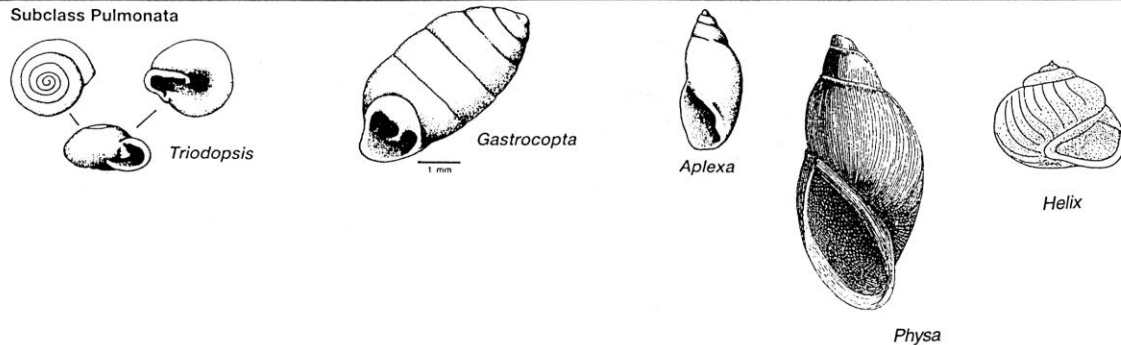 Subclass Pulmonata
Triodopsis
Gastrocopta
1 mm
Aplexa
Physa
Helix